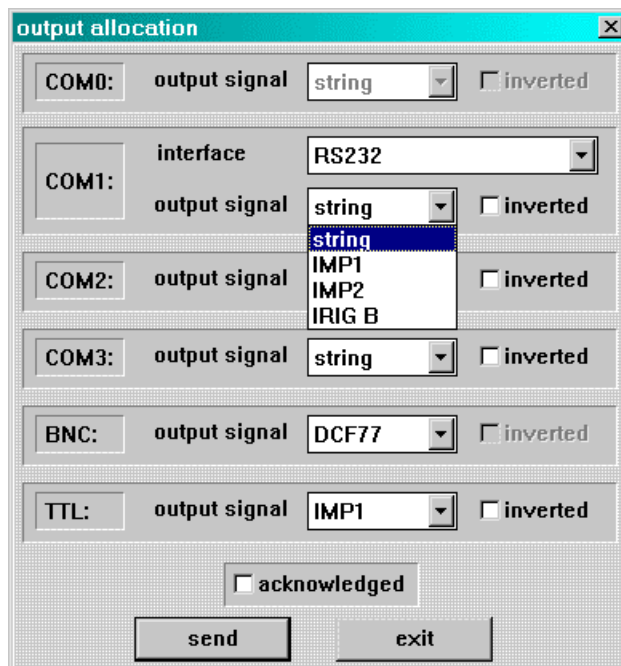 output allocation
COM0: output signal string inverted
COM1: interface RS232
output signal string inverted
string
IMP1
IMP2
IRIG B
COM2: output signal inverted
COM3: output signal string inverted
BNC: output signal DCF77 inverted
TTL: output signal IMP1 inverted
acknowledged
send exit